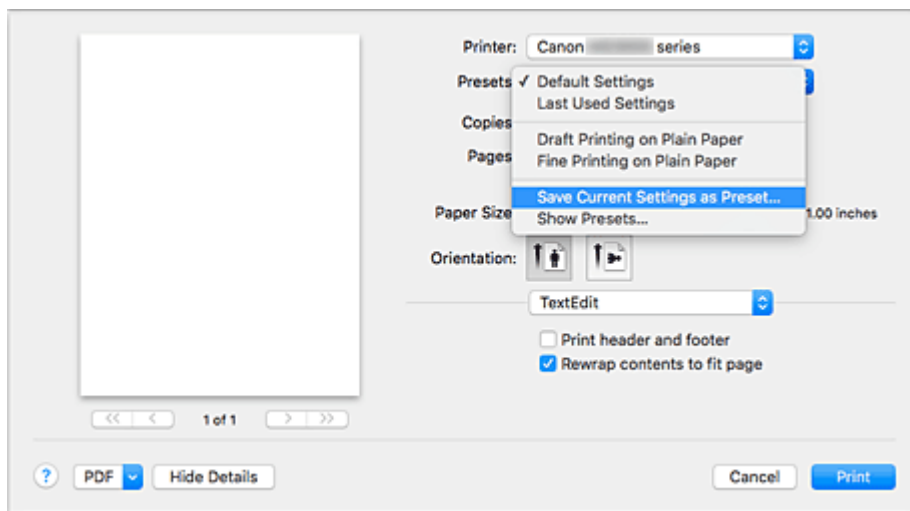 Printer: Canon series
Presets ✓ Default Settings
Last Used Settings
Copies
Draft Printing on Plain Paper
Pages
Fine Printing on Plain Paper
Save Current Settings as Preset...
Paper Size
1.00 inches
Show Presets...
Orientation:
TextEdit
Print header and footer
Rewrap contents to fit page
<< < 1 of 1 > >>
? PDF Hide Details Cancel Print